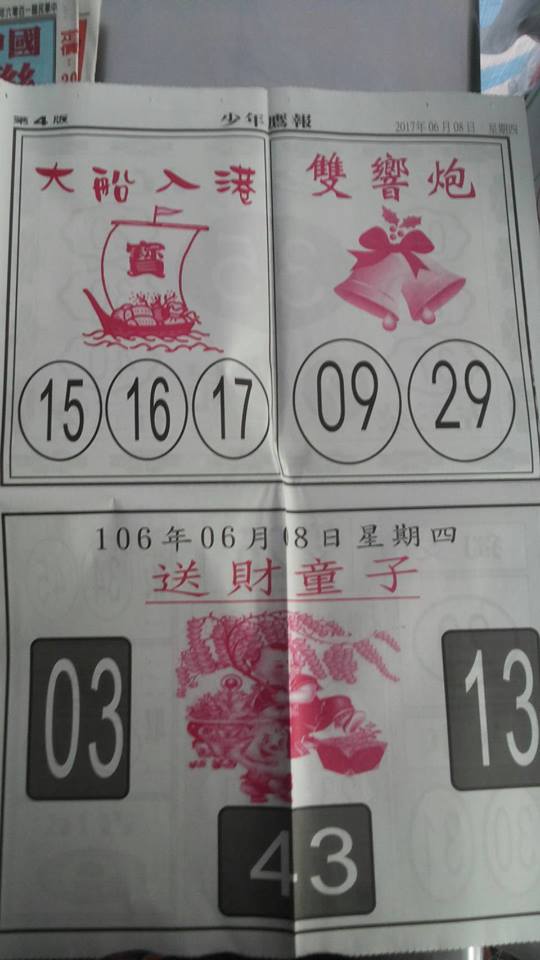 第4版 少年鷹報 2017年06月08日 星期四
大船入港
寶
15 16 17
雙響炮
09 29
106年06月08日星期四
送財童子
03
13
43